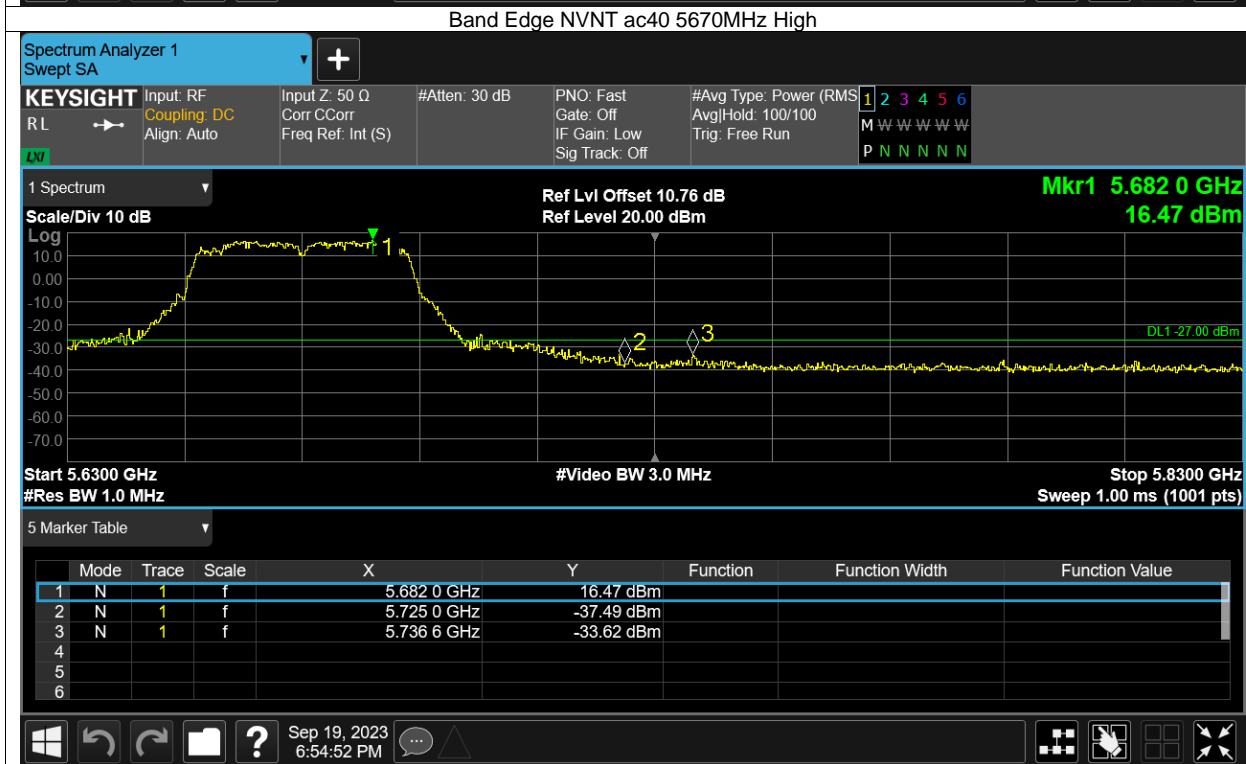 Band Edge NVNT ac40 5670MHz High
Spectrum Analyzer 1
Swept SA
+
KEYSIGHT Input: RF Input Z: 50 Ω #Atten: 30 dB PNO: Fast #Avg Type: Power (RMS 1 2 3 4 5 6
RL Coupling: DC Corr CCorr Gate: Off Avg|Hold: 100/100 M W W W W W
Align: Auto Freq Ref: Int (S) IF Gain: Low Trig: Free Run
LXI Sig Track: Off P N N N N N N
1 Spectrum Ref Lvl Offset 10.76 dB Mkr1 5.682 0 GHz
Scale/Div 10 dB Ref Level 20.00 dBm 16.47 dBm
Log
10.0
0.00
-10.0
-20.0
-30.0
-40.0
-50.0
-60.0
-70.0
1
2
3
DL1 -27.00 dBm
Start 5.6300 GHz #Video BW 3.0 MHz Stop 5.8300 GHz
#Res BW 1.0 MHz Sweep 1.00 ms (1001 pts)
5 Marker Table
Mode Trace Scale X Y Function Function Width Function Value
1 N 1 f 5.682 0 GHz 16.47 dBm
2 N 1 f 5.725 0 GHz -37.49 dBm
3 N 1 f 5.736 6 GHz -33.62 dBm
4
5
6
? Sep 19, 2023
6:54:52 PM